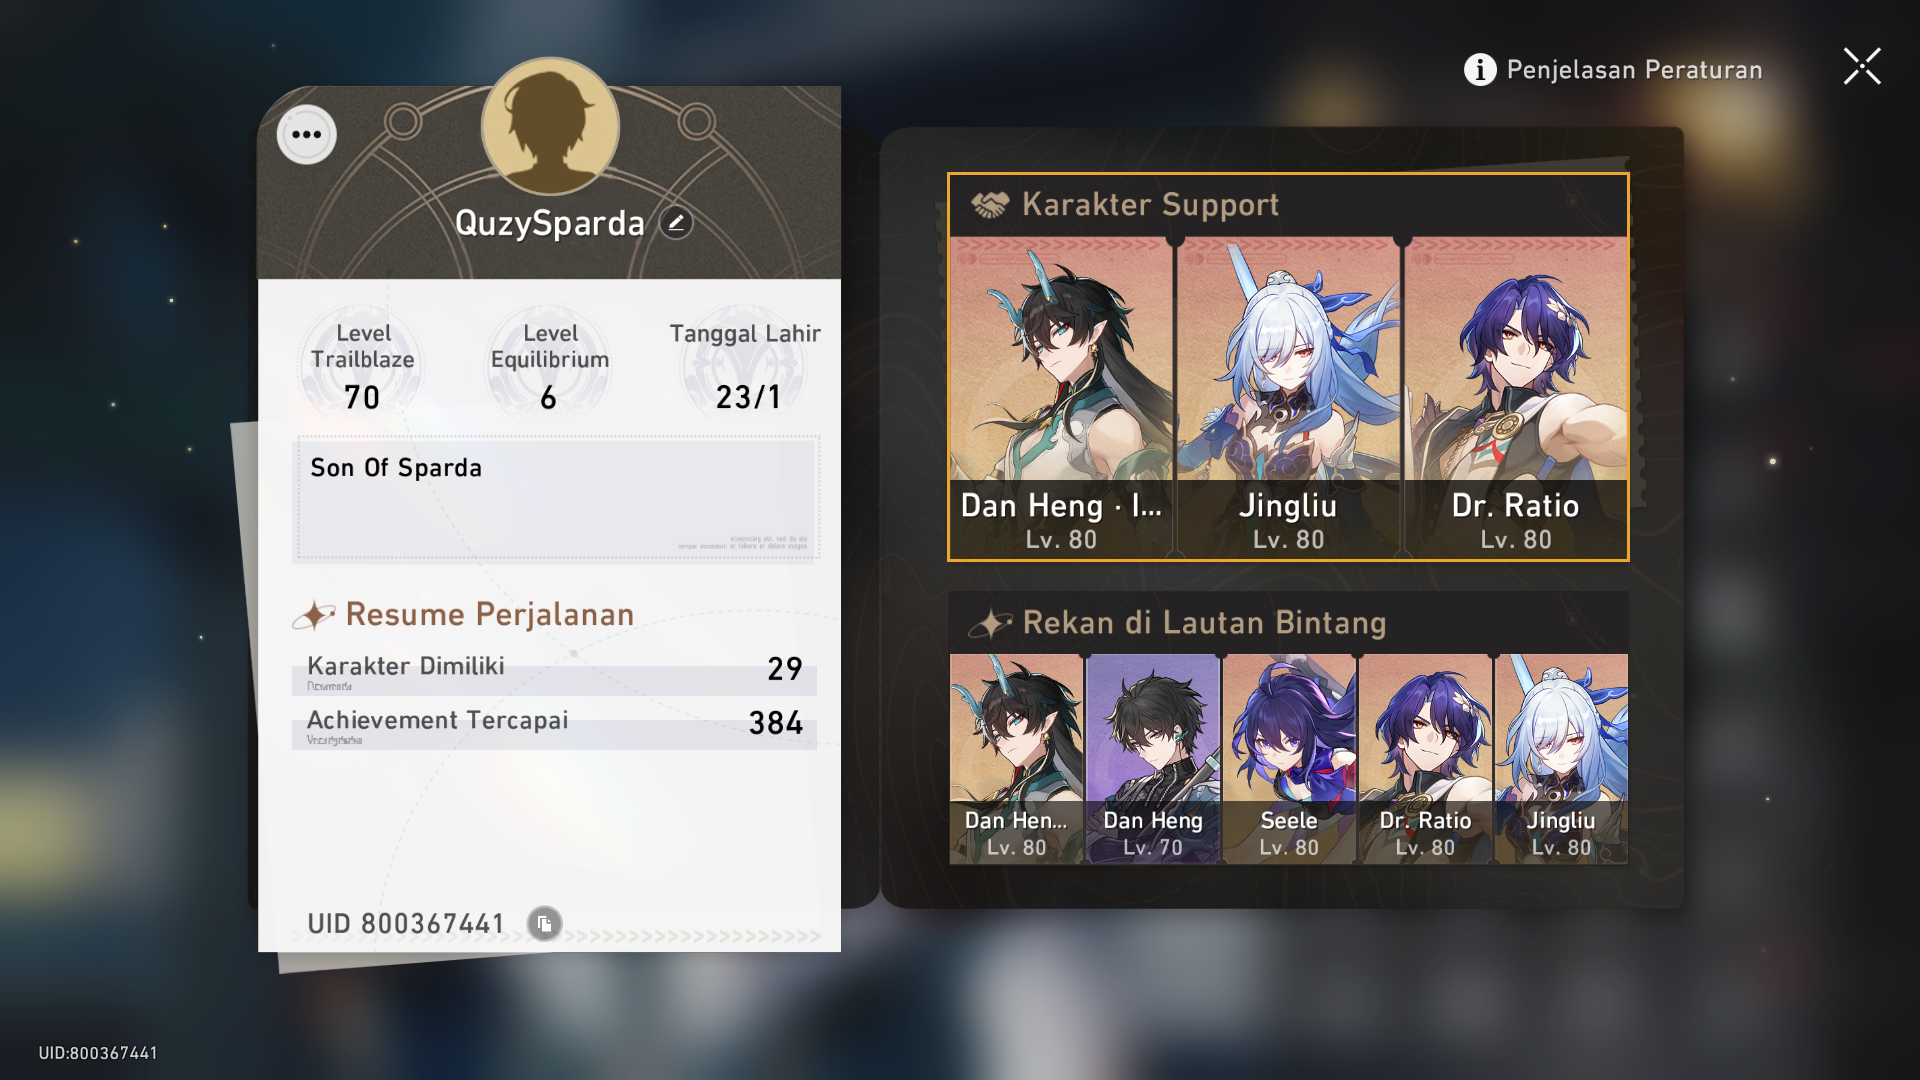 Penjelasan Peraturan
QuzySparda
Level
Trailblaze
70
Level
Equilibrium
6
Tanggal Lahir
23/1
Son Of Sparda
Resume Perjalanan
Karakter Dimiliki
29
Achievement Tercapai
384
UID 800367441
Karakter Support
Dan Heng · I...
Lv. 80
Jingliu
Lv. 80
Dr. Ratio
Lv. 80
Rekan di Lautan Bintang
Dan Hen...
Lv. 80
Dan Heng
Lv. 70
Seele
Lv. 80
Dr. Ratio
Lv. 80
Jingliu
Lv. 80
UID:800367441